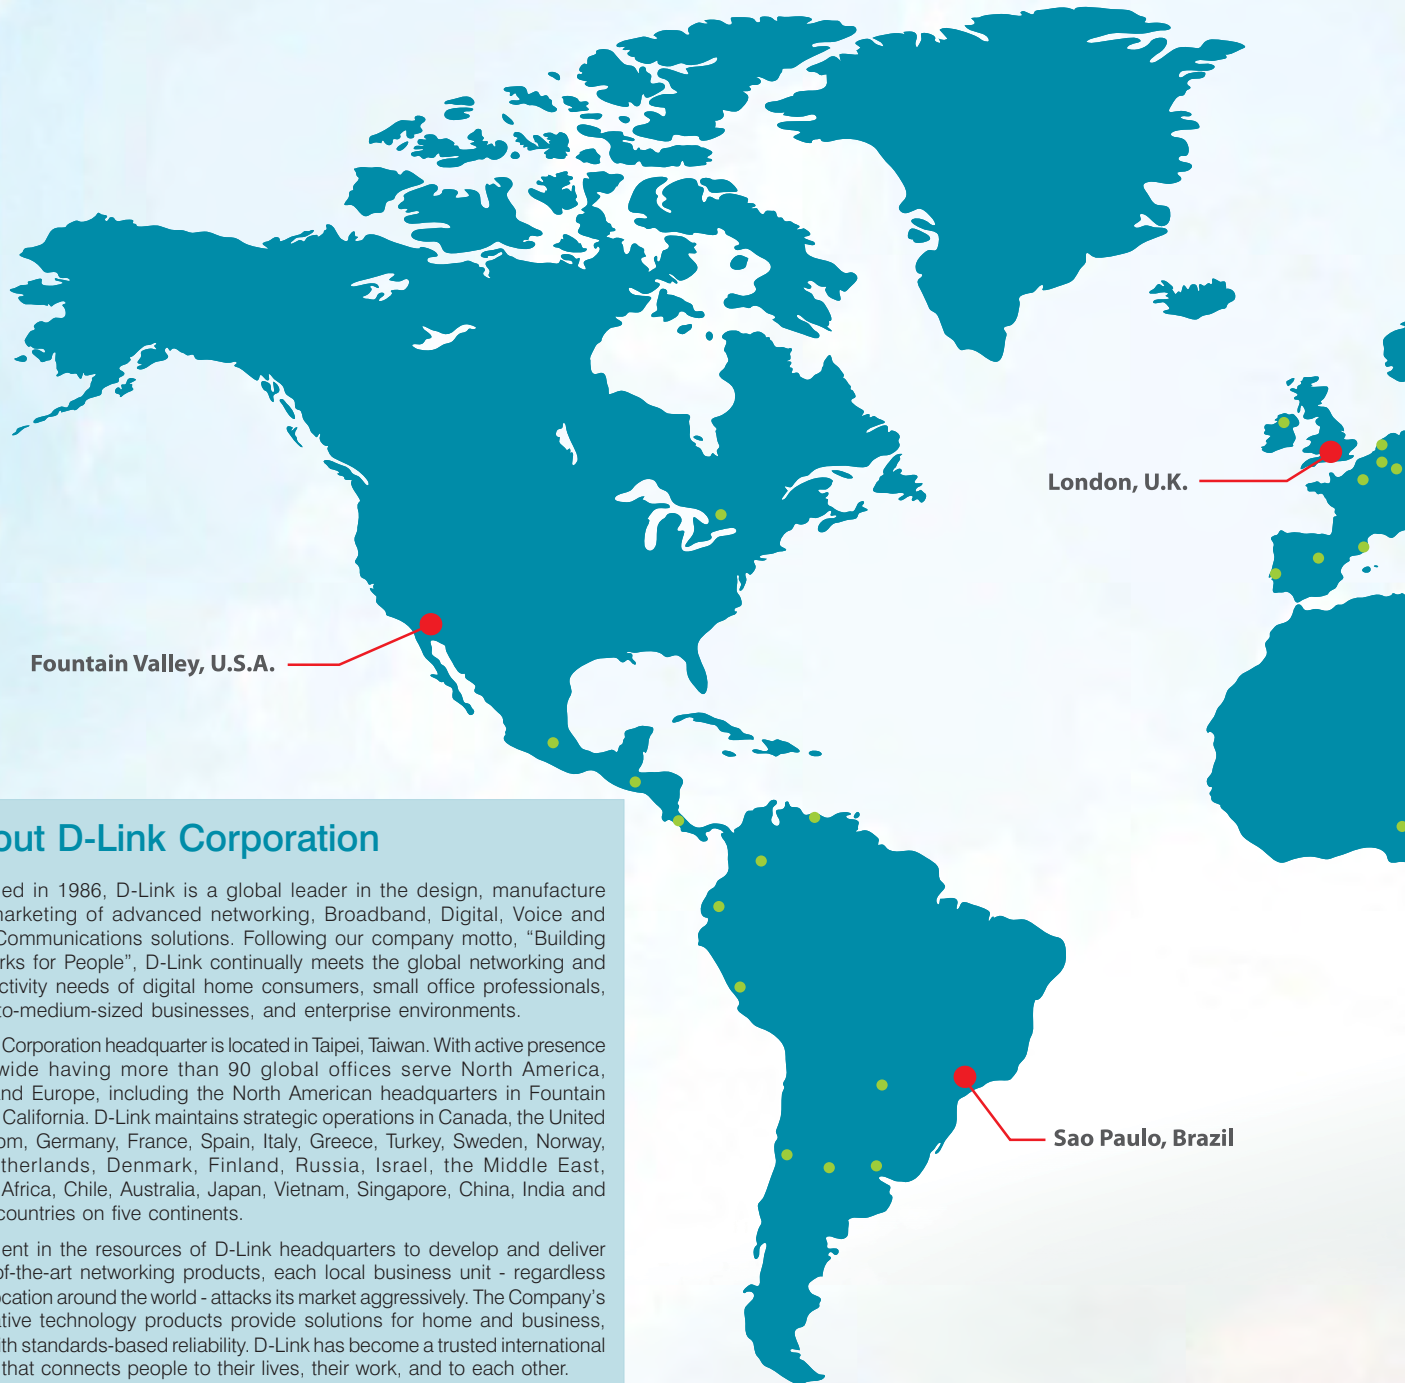 London, U.K.
Fountain Valley, U.S.A.
out D-Link Corporation
ed in 1986, D-Link is a global leader in the design, manufacture
marketing of advanced networking, Broadband, Digital, Voice and
Communications solutions. Following our company motto, “Building
rks for People”, D-Link continually meets the global networking and
ctivity needs of digital home consumers, small office professionals,
to-medium-sized businesses, and enterprise environments.
Corporation headquarter is located in Taipei, Taiwan. With active presence
wide having more than 90 global offices serve North America,
and Europe, including the North American headquarters in Fountain
California. D-Link maintains strategic operations in Canada, the United
om, Germany, France, Spain, Italy, Greece, Turkey, Sweden, Norway,
therlands, Denmark, Finland, Russia, Israel, the Middle East,
Africa, Chile, Australia, Japan, Vietnam, Singapore, China, India and
countries on five continents.
ent in the resources of D-Link headquarters to develop and deliver
of-the-art networking products, each local business unit - regardless
ocation around the world - attacks its market aggressively. The Company’s
ative technology products provide solutions for home and business,
ith standards-based reliability. D-Link has become a trusted international
that connects people to their lives, their work, and to each other.
Sao Paulo, Brazil